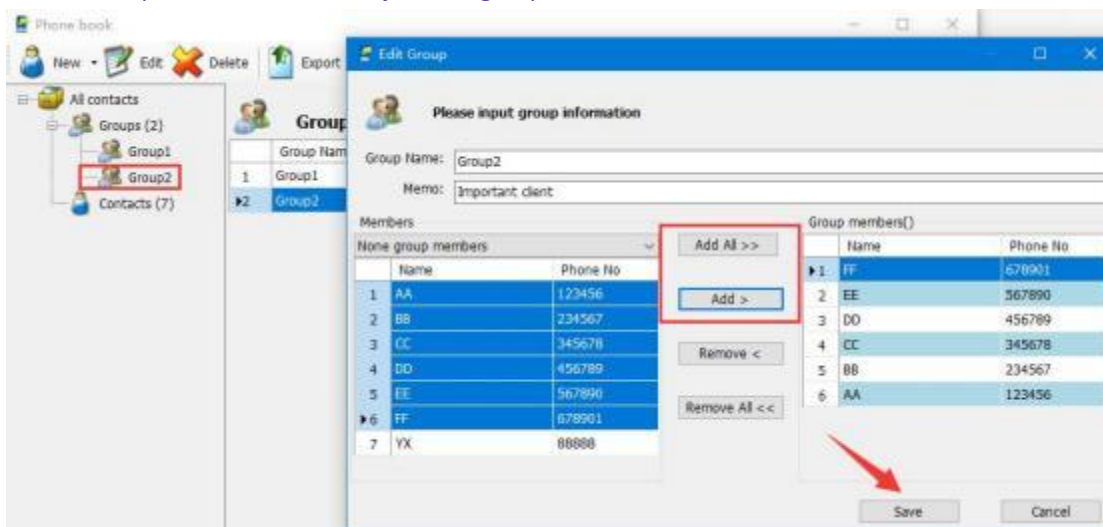 Phone book
New Edit Delete Export
All contacts
Groups (2)
Group1
Group2
Contacts (7)
Group
Group Nam
1 Group1
2 Group2
Edit Group
Please input group information
Group Name: Group2
Memo: Important client
Members
None group members
Name Phone No
1 AA 123456
2 BB 234567
3 CC 345678
4 DD 456789
5 EE 567890
6 FF 678901
7 YX 88888
Add All >>
Add >
Remove <
Remove All <<
Group members()
Name Phone No
1 FF 678901
2 EE 567890
3 DD 456789
4 CC 345678
5 BB 234567
6 AA 123456
Save Cancel